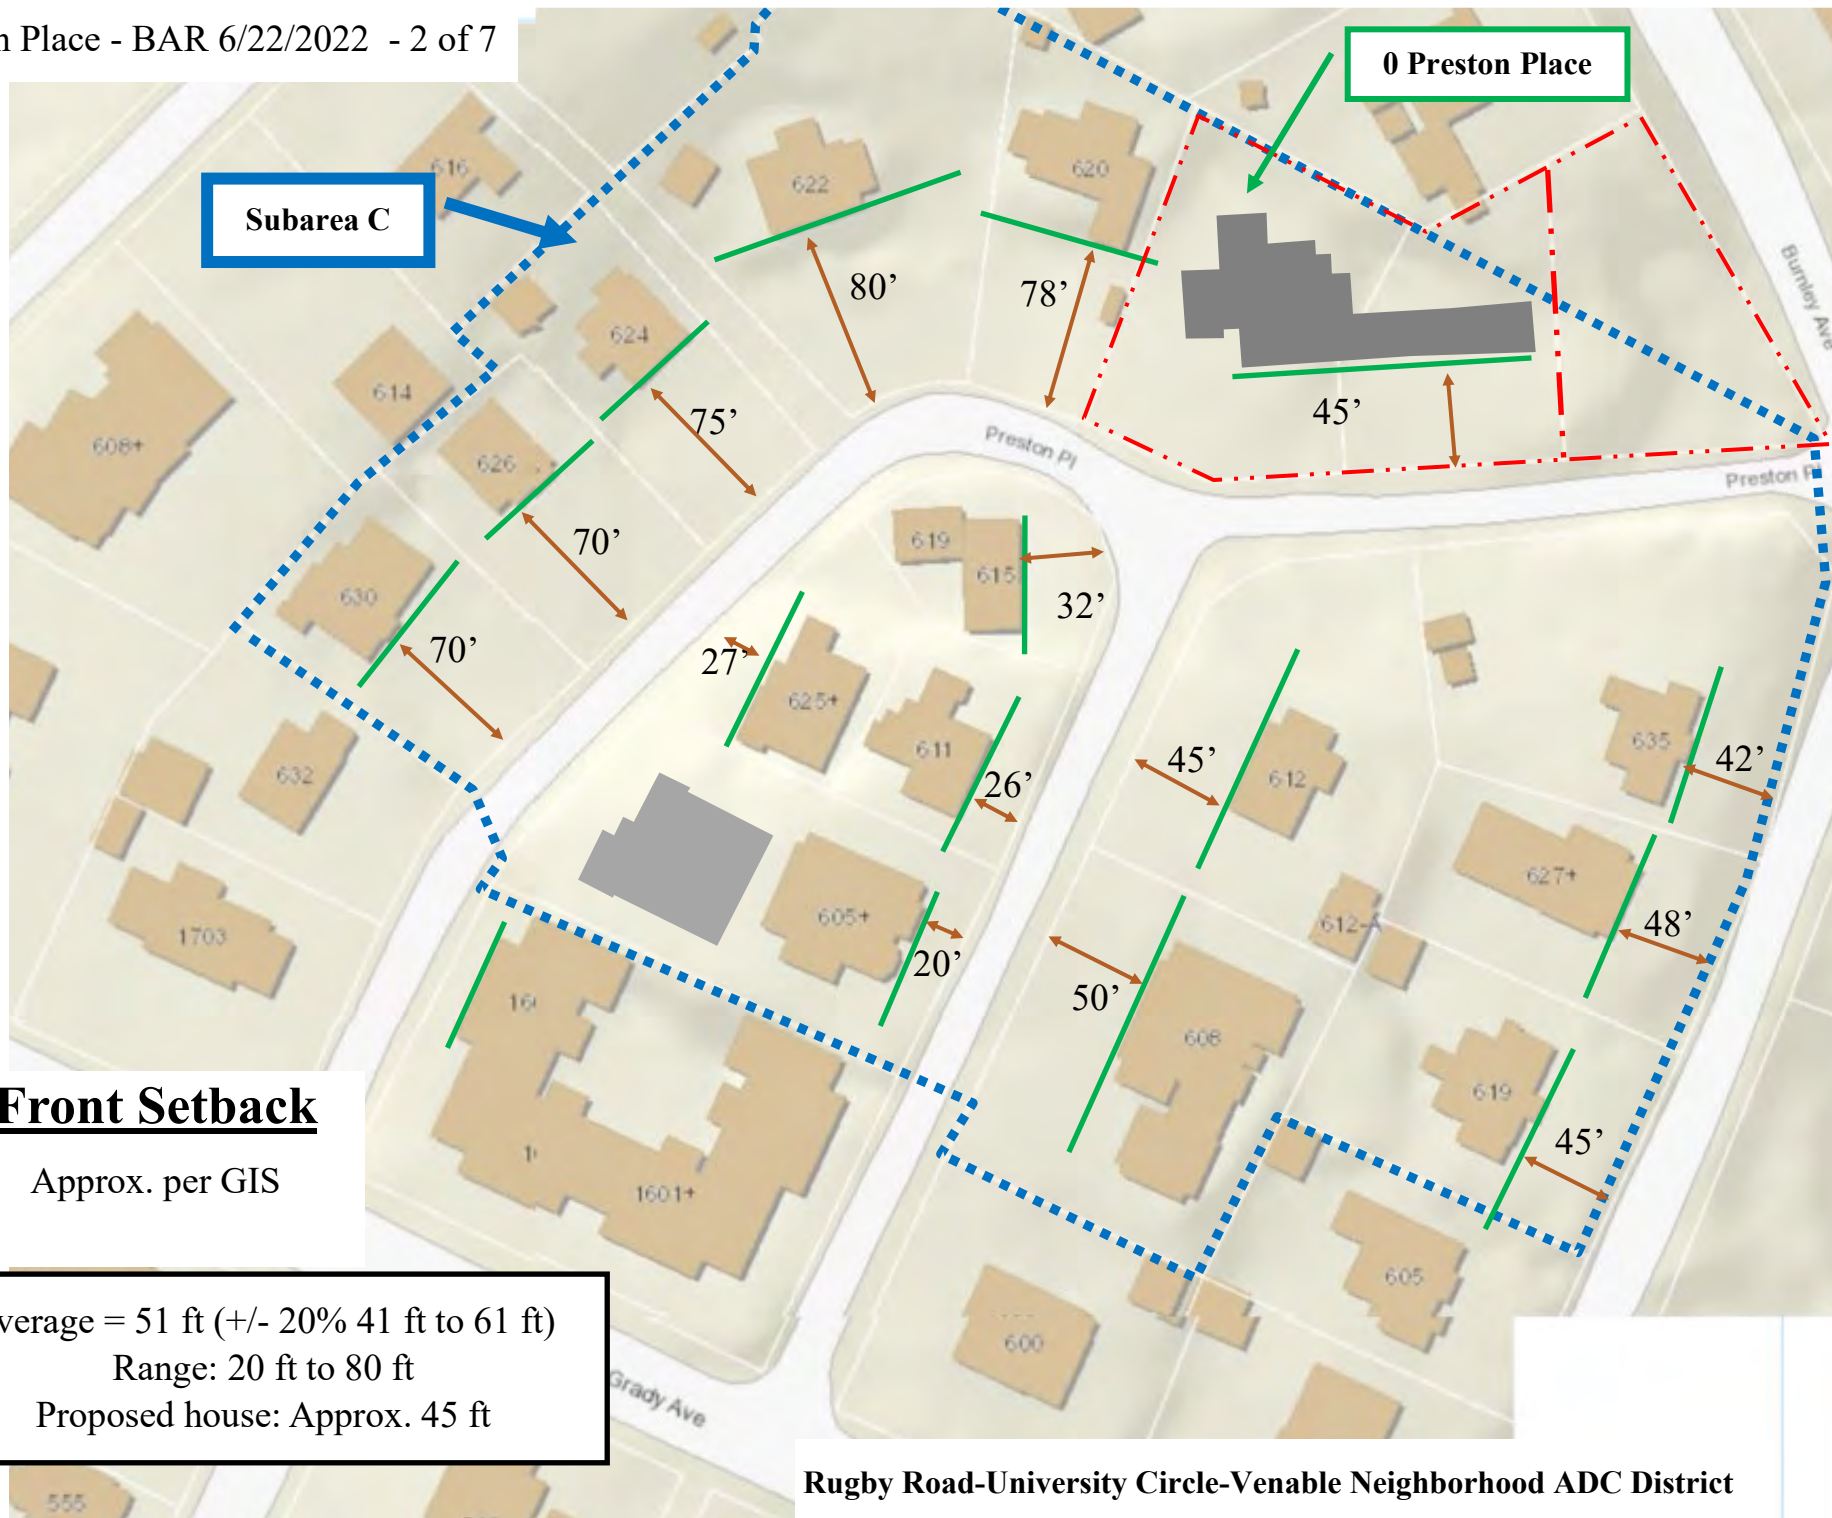 n Place - BAR 6/22/2022 - 2 of 7
0 Preston Place
Subarea C
616
622
620
80’
78’
Burnley Ave
624
614
75’
45’
608+
626
Preston Pl
Preston Pl
70’
619
615
32’
630
70’
27’
625+
611
26’
45’
612
635
42’
632
627+
48’
1703
605+
20’
612-A
50’
608
619
45’
1601+
605
600
Front Setback
Approx. per GIS
verage = 51 ft (+/- 20% 41 ft to 61 ft)
Range: 20 ft to 80 ft
Proposed house: Approx. 45 ft
Grady Ave
555
Rugby Road-University Circle-Venable Neighborhood ADC District